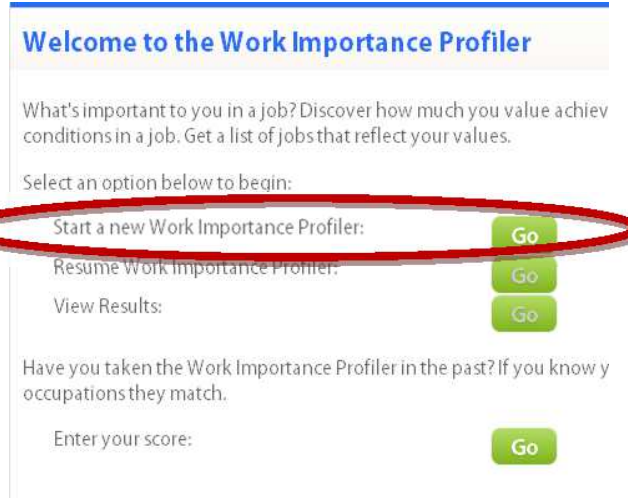 Welcome to the Work Importance Profiler
What's important to you in a job? Discover how much you value achiev
conditions in a job. Get a list of jobs that reflect your values.
Select an option below to begin:
Start a new Work Importance Profiler: Go
Resume Work Importance Profiler: Go
View Results: Go
Have you taken the Work Importance Profiler in the past? If you know y
occupations they match.
Enter your score: Go